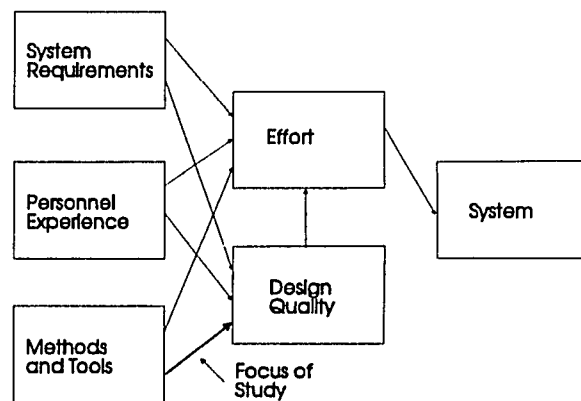 System
Requirements
Effort
Personnel
Experience
System
Design
Quality
Methods
and Tools
Focus of
Study